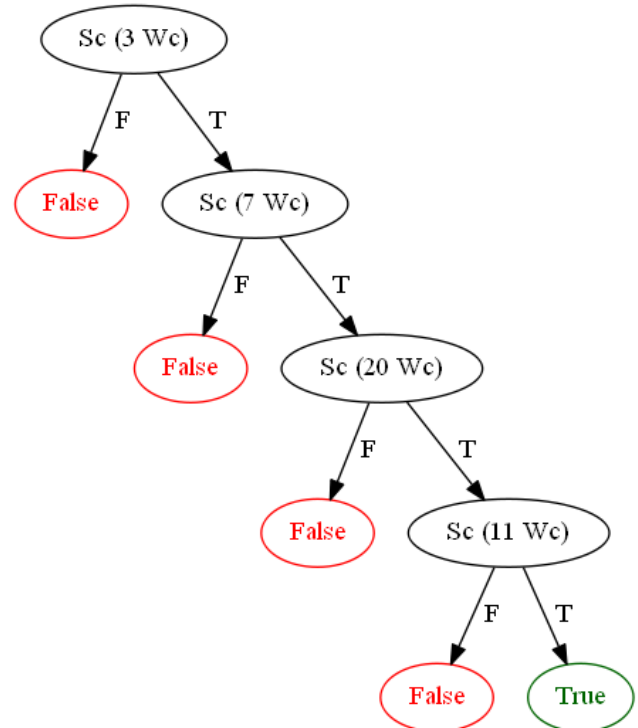 Sc (3 Wc)
F
T
False
Sc (7 Wc)
F
T
False
Sc (20 Wc)
F
T
False
Sc (11 Wc)
F
T
False
True